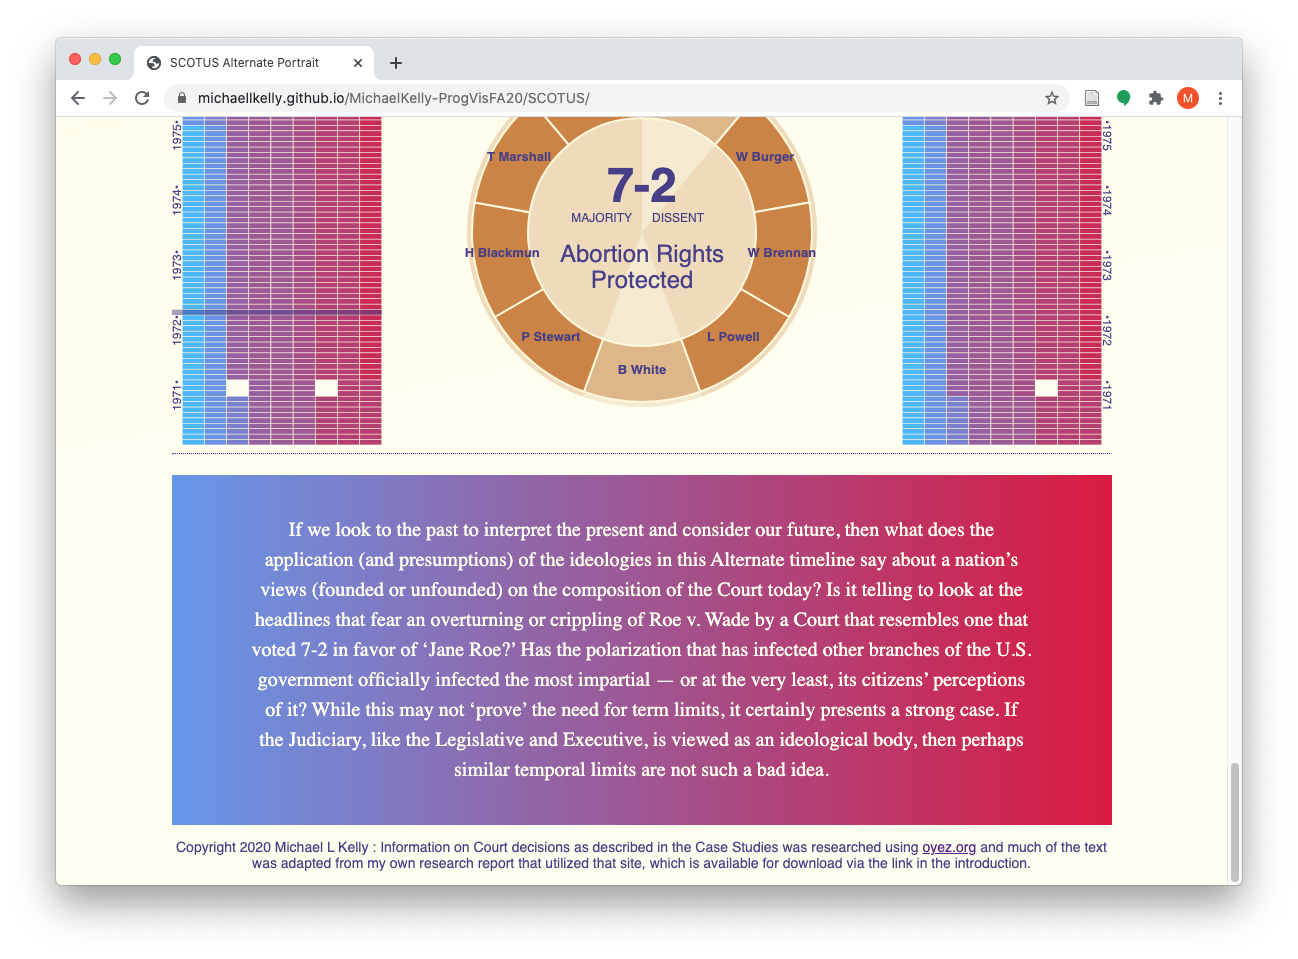 SCOTUS Alternate Portrait
michaellkelly.github.io/MichaelKelly-ProgVisFA20/SCOTUS/
M
1975•
1974•
1973•
1972•
1971•
T Marshall
W Burger
H Blackmun
W Brennan
P Stewart
L Powell
B White
7-2
MAJORITY DISSENT
Abortion Rights
Protected
•1975
•1974
•1973
•1972
•1971
If we look to the past to interpret the present and consider our future, then what does the
application (and presumptions) of the ideologies in this Alternate timeline say about a nation’s
views (founded or unfounded) on the composition of the Court today? Is it telling to look at the
headlines that fear an overturning or crippling of Roe v. Wade by a Court that resembles one that
voted 7-2 in favor of ‘Jane Roe?’ Has the polarization that has infected other branches of the U.S.
government officially infected the most impartial — or at the very least, its citizens’ perceptions
of it? While this may not ‘prove’ the need for term limits, it certainly presents a strong case. If
the Judiciary, like the Legislative and Executive, is viewed as an ideological body, then perhaps
similar temporal limits are not such a bad idea.
Copyright 2020 Michael L Kelly : Information on Court decisions as described in the Case Studies was researched using oyez.org and much of the text
was adapted from my own research report that utilized that site, which is available for download via the link in the introduction.